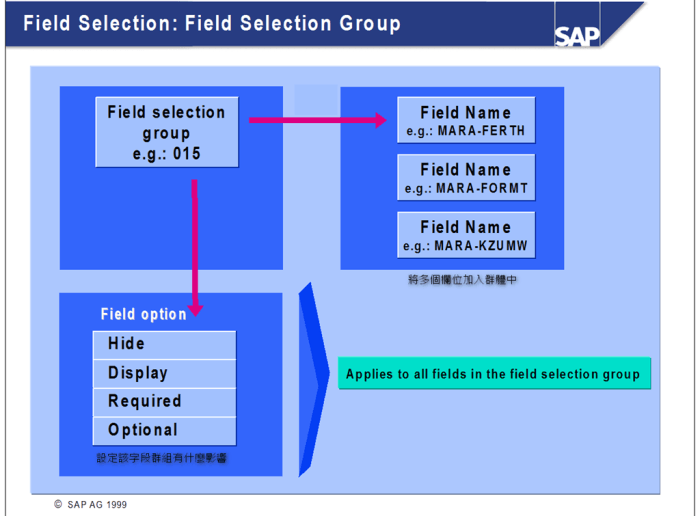 Field Selection: Field Selection Group
SAP
Field selection
group
e.g.: 015
Field Name
e.g.: MARA-FERTH
Field Name
e.g.: MARA-FORMT
Field Name
e.g.: MARA-KZUMW
將多個欄位加入群體中
Field option
Hide
Display
Required
Optional
設定該字段群組有什麼影響
Applies to all fields in the field selection group
© SAP AG 1999